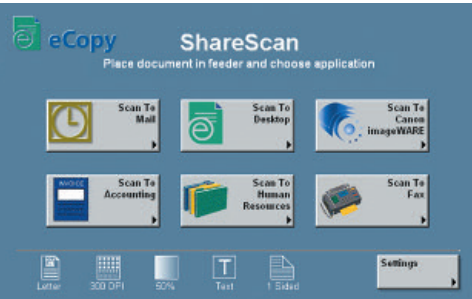 eCopy
ShareScan
Place document in feeder and choose application
Scan To
Mail
Scan To
Desktop
Scan To
Canon
imageWARE
INVOICE
Scan To
Accounting
Scan To
Human
Resources
Scan To
Fax
T
Letter
300 DPI
50%
Text
1 Sided
Settings